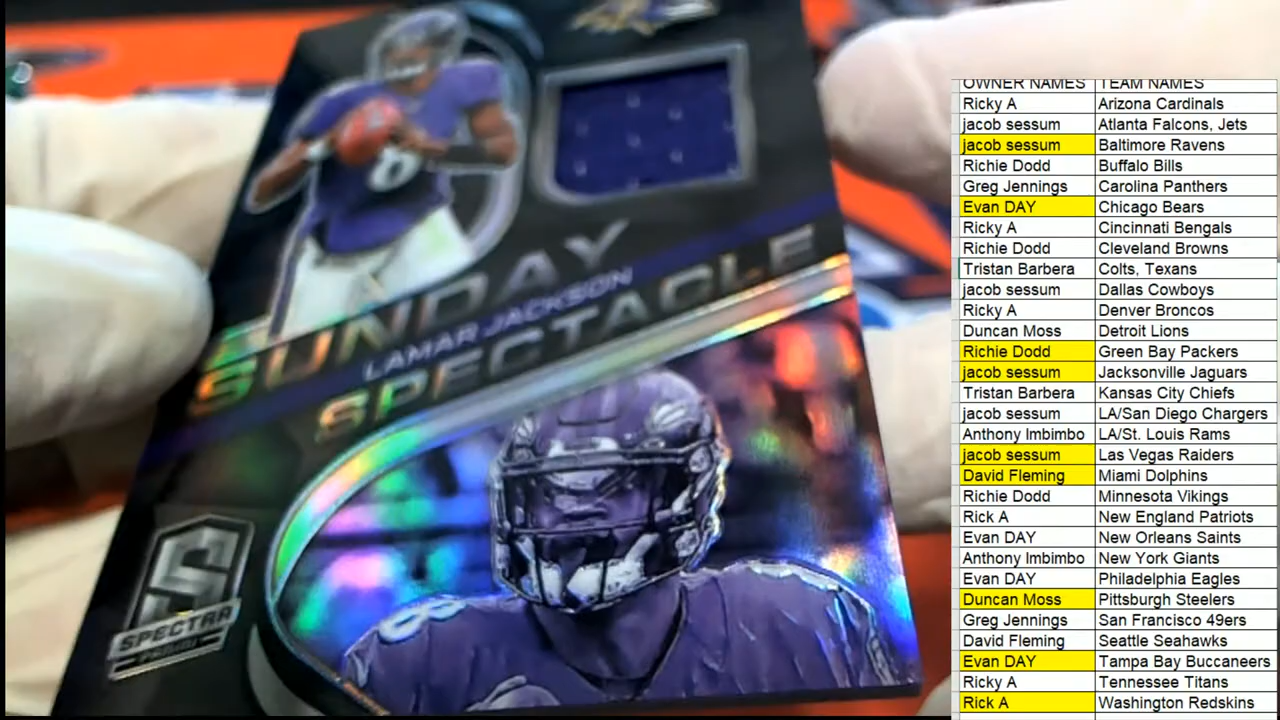 8
SUNDAY
LAMAR JACKSON
SPECTACLE
8
S
SPECTRA
PANINI
OWNER NAMES TEAM NAMES
Ricky A Arizona Cardinals
jacob sessum Atlanta Falcons, Jets
jacob sessum Baltimore Ravens
Richie Dodd Buffalo Bills
Greg Jennings Carolina Panthers
Evan DAY Chicago Bears
Ricky A Cincinnati Bengals
Richie Dodd Cleveland Browns
Tristan Barbera Colts, Texans
jacob sessum Dallas Cowboys
Ricky A Denver Broncos
Duncan Moss Detroit Lions
Richie Dodd Green Bay Packers
jacob sessum Jacksonville Jaguars
Tristan Barbera Kansas City Chiefs
jacob sessum LA/San Diego Chargers
Anthony Imbimbo LA/St. Louis Rams
jacob sessum Las Vegas Raiders
David Fleming Miami Dolphins
Richie Dodd Minnesota Vikings
Rick A New England Patriots
Evan DAY New Orleans Saints
Anthony Imbimbo New York Giants
Evan DAY Philadelphia Eagles
Duncan Moss Pittsburgh Steelers
Greg Jennings San Francisco 49ers
David Fleming Seattle Seahawks
Evan DAY Tampa Bay Buccaneers
Ricky A Tennessee Titans
Rick A Washington Redskins